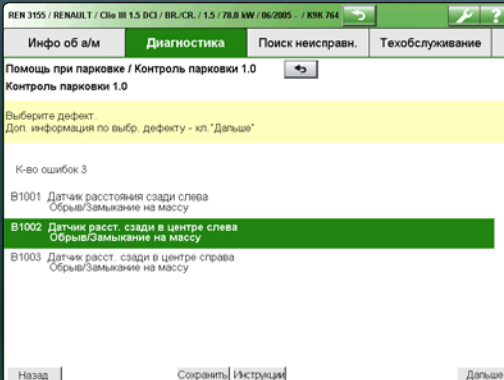 REN 3155 / RENAULT / Clio III 1.5 DCI / BR./CR. / 1.5 / 78.0 kW / 06/2005 - / K9K 764
?
Инфо об а/м Диагностика Поиск неисправн. Техобслуживание
Помощь при парковке / Контроль парковки 1.0
Контроль парковки 1.0
Выберите дефект.
Доп. информация по выбр. дефекту - кл."Дальше"
К-во ошибок 3
B1001 Датчик расстояния сзади слева
Обрыв/Замыкание на массу
B1002 Датчик расст. сзади в центре слева
Обрыв/Замыкание на массу
B1003 Датчик расст. сзади в центре справа
Обрыв/Замыкание на массу
Назад Сохранить Инструкции Дальше